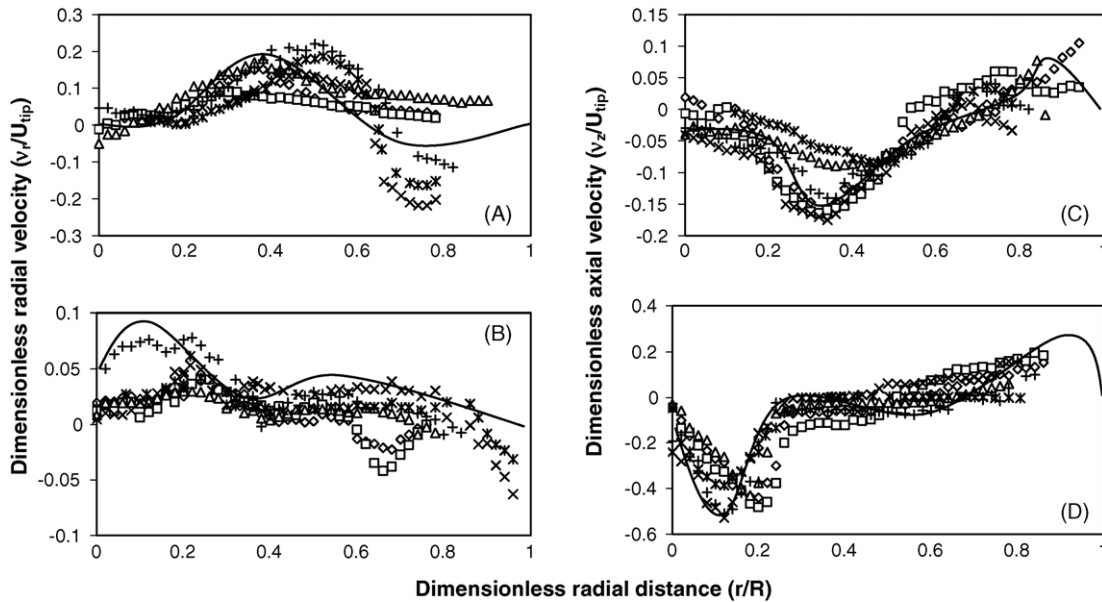 Dimensionless radial velocity (vr/Utip)
0.3
0.2
0.1
0
-0.1
-0.2
-0.3
(A)
0 0.2 0.4 0.6 0.8 1
0.1
0.05
0
-0.05
-0.1
(B)
0 0.2 0.4 0.6 0.8 1
Dimensionless axial velocity (vz/Utip)
0.15
0.1
0.05
0
-0.05
-0.1
-0.15
-0.2
(C)
0 0.2 0.4 0.6 0.8 1
0.4
0.2
0
-0.2
-0.4
-0.6
(D)
0 0.2 0.4 0.6 0.8 1
Dimensionless radial distance (r/R)